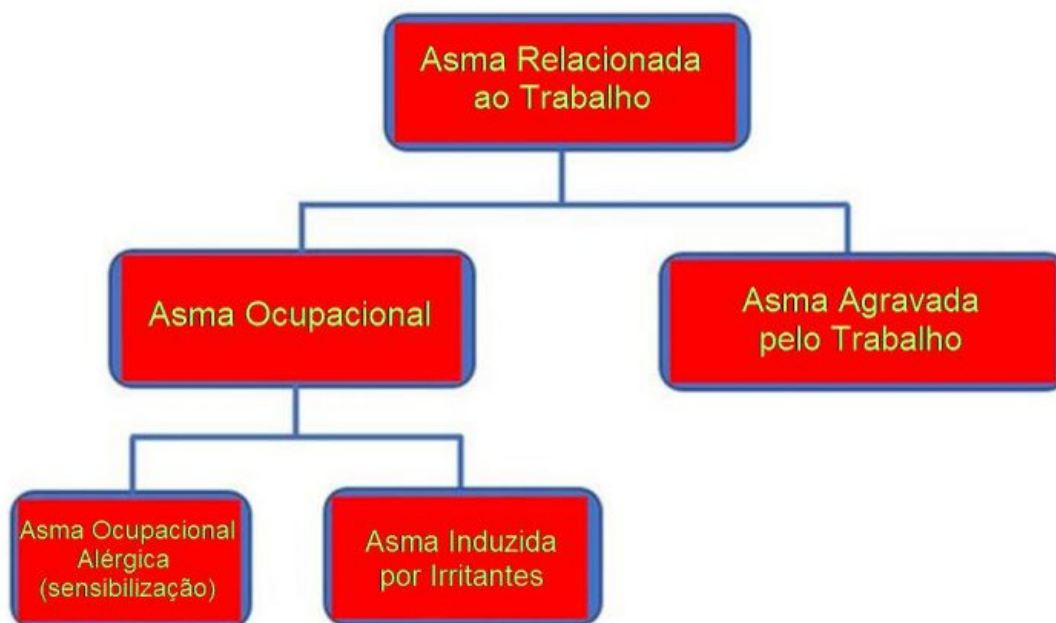 Asma Relacionada
ao Trabalho
Asma Ocupacional
Asma Agravada
pelo Trabalho
Asma Ocupacional
Alérgica
(sensibilização)
Asma Induzida
por Irritantes